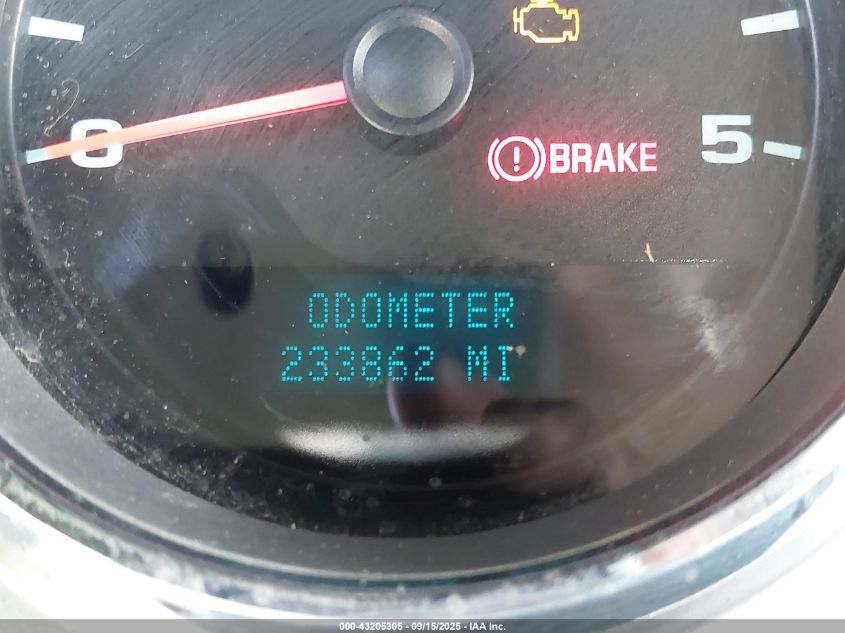 0
5
(!) BRAKE
ODOMETER
233862 MI
000-43205305 - 09/15/2025 - IAA Inc.